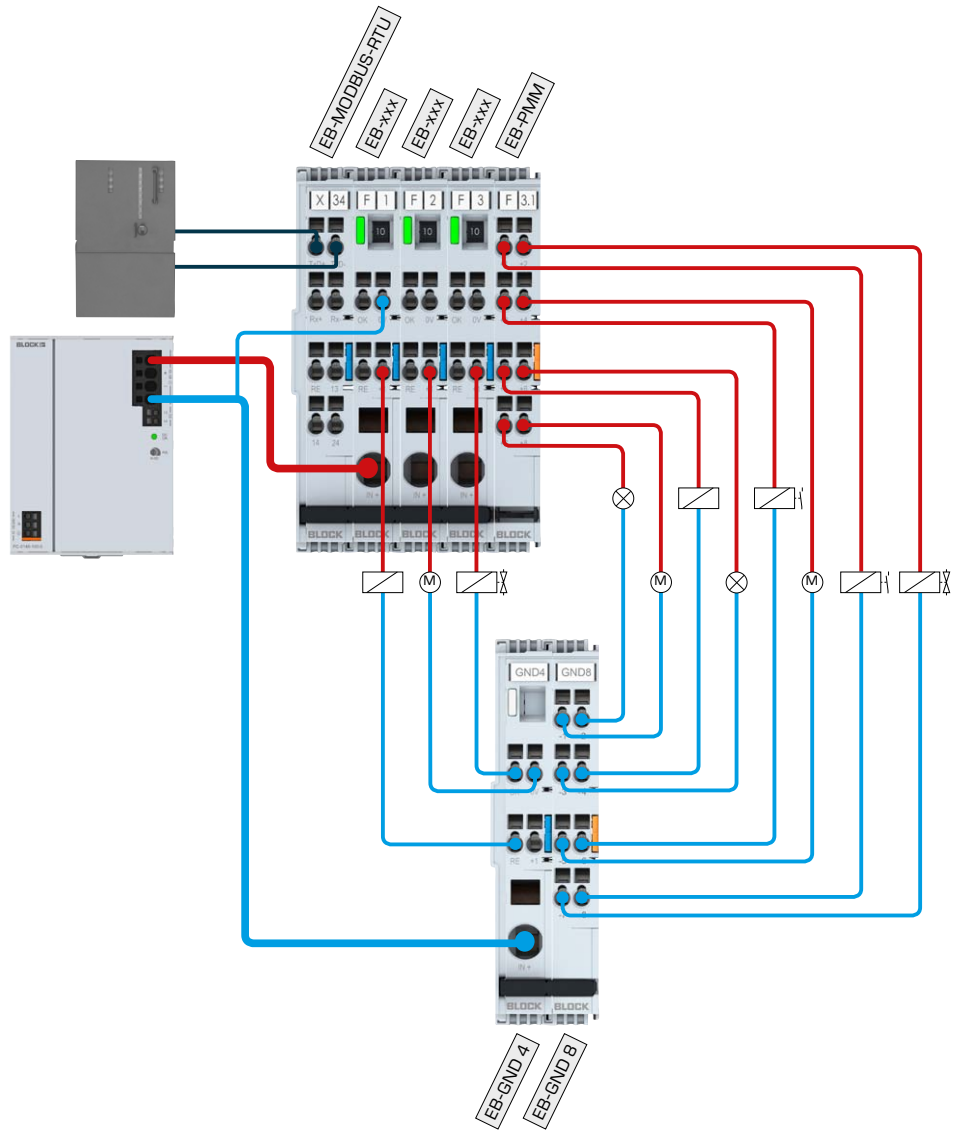 EB-MODBUS-RTU
EB-xxx
EB-xxx
EB-xxx
EB-PMM
X 34 F 1 F 2 F 3 F 3.1
10 10 10
Rx+ Rx- OK OK 0V OK 0V
RE 13 RE RE RE
14 24
IN + IN + IN +
BLOCK BLOCK BLOCK BLOCK BLOCK
BLOCK
M M M M
GND4 GND8
RE +1
IN +
BLOCK BLOCK
EB-GND 4
EB-GND 8